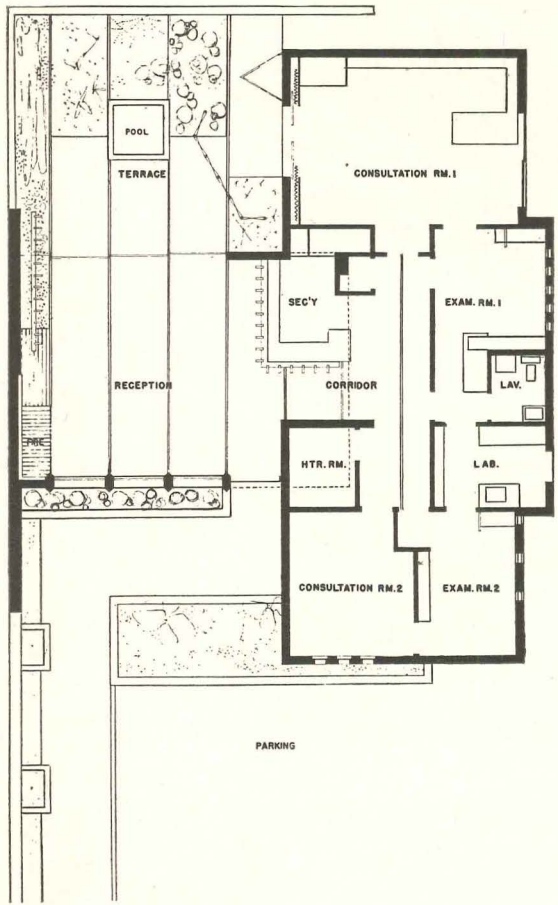 POOL
TERRACE
CONSULTATION RM.1
SEC'Y
EXAM. RM.1
RECEPTION
CORRIDOR
LAV.
HTR. RM.
LAB.
CONSULTATION RM.2
EXAM. RM.2
PARKING